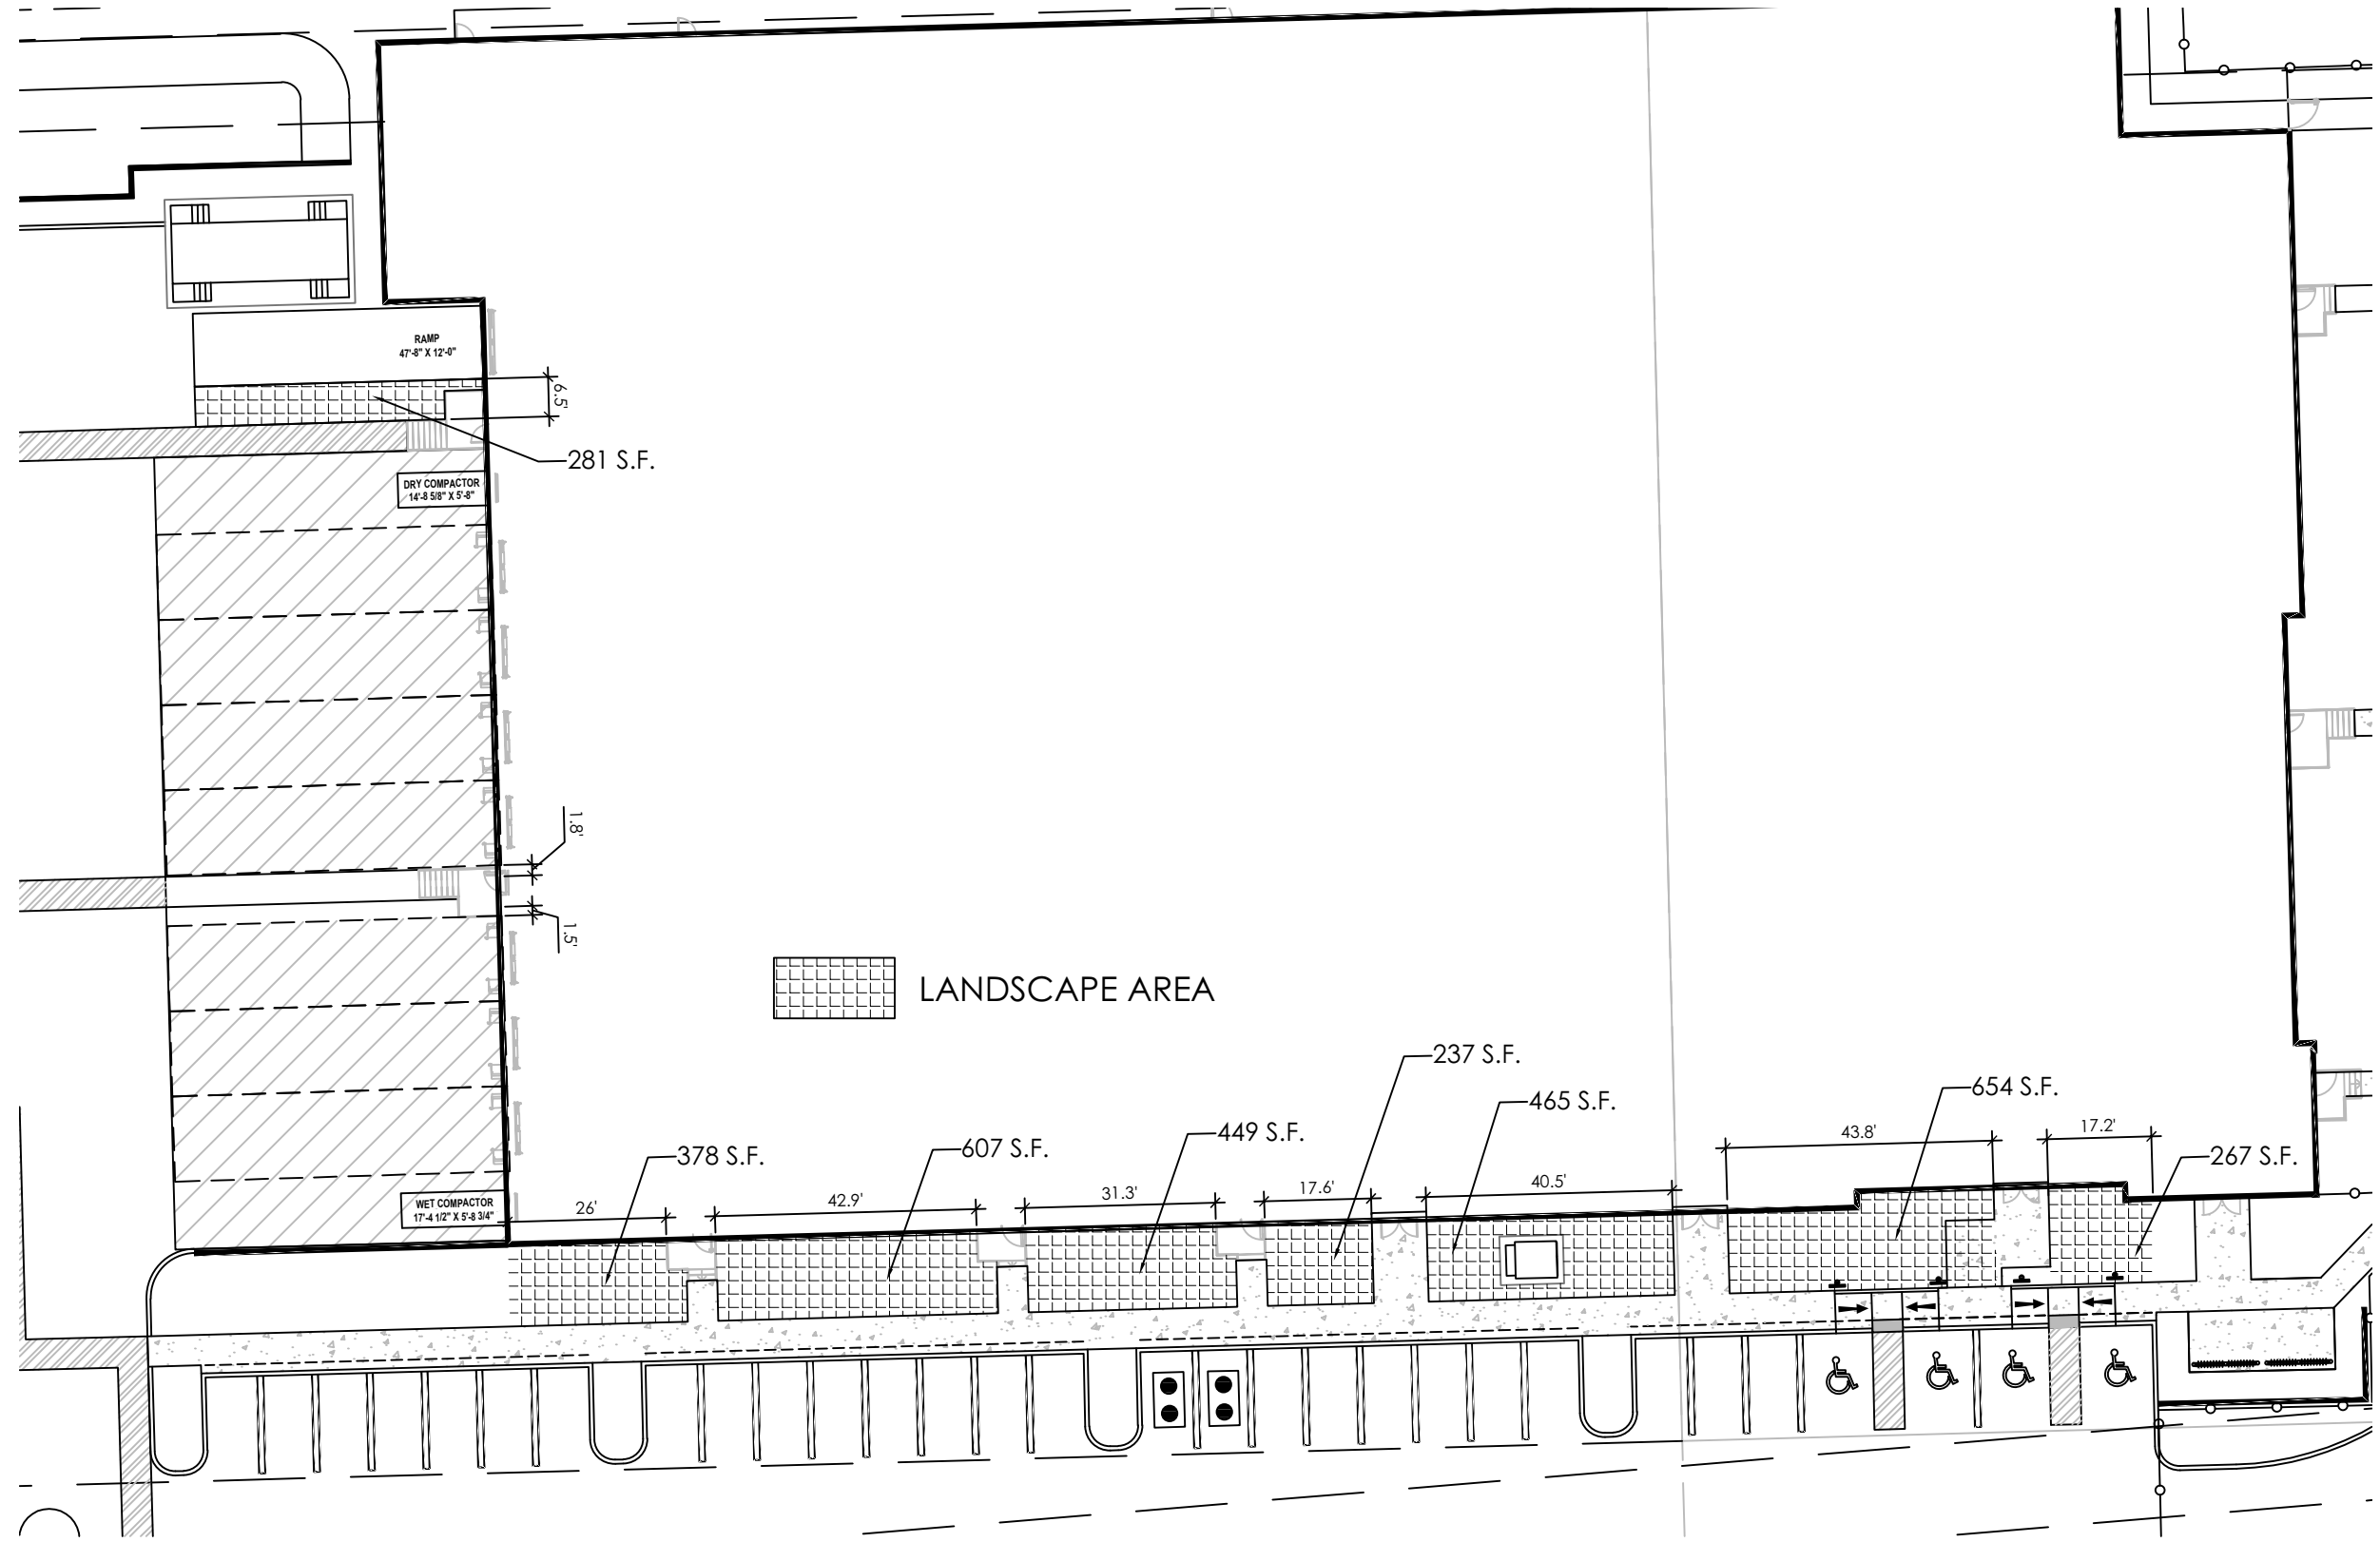 RAMP
47'-8" X 12'-0"
6.5'
281 S.F.
DRY COMPACTOR
14'-8 5/8" X 5'-8"
1.8'
1.5'
LANDSCAPE AREA
237 S.F.
465 S.F.
654 S.F.
449 S.F.
607 S.F.
378 S.F.
267 S.F.
43.8'
17.2'
40.5'
17.6'
31.3'
42.9'
26'
WET COMPACTOR
17'-4 1/2" X 5'-8 3/4"